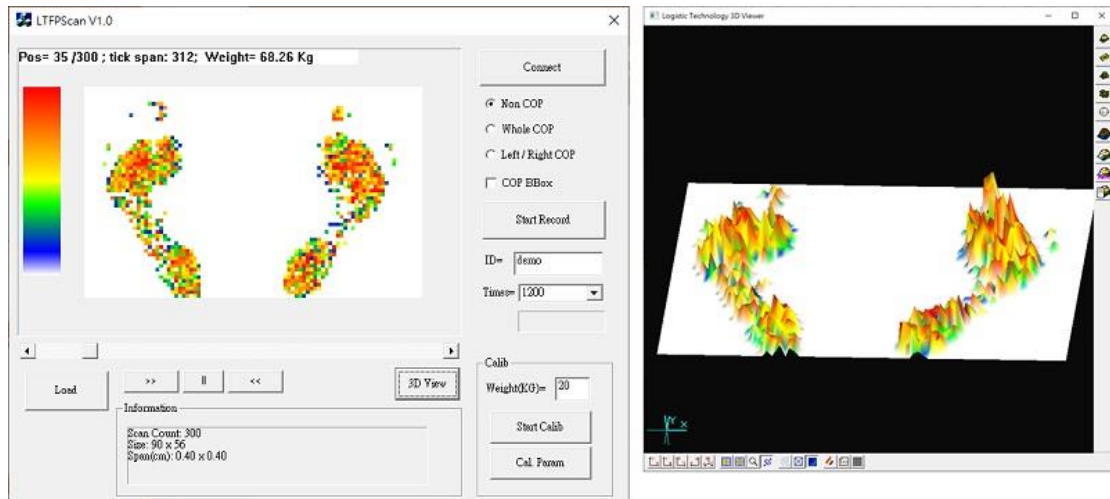 LTFPScan V1.0
Pos= 35 /300 ; tick span: 312; Weight= 68.26 Kg
Connect
Non COP
Whole COP
Left / Right COP
COP BBox
Start Record
ID= demo
Times= 1200
Load
>>
II
<<
3D View
Information
Scan Count: 300
Size: 90 x 56
Span(cm): 0.40 x 0.40
Calib
Weight(KG)= 20
Start Calib
Cal. Param
Logistic Technology 3D Viewer
Y X